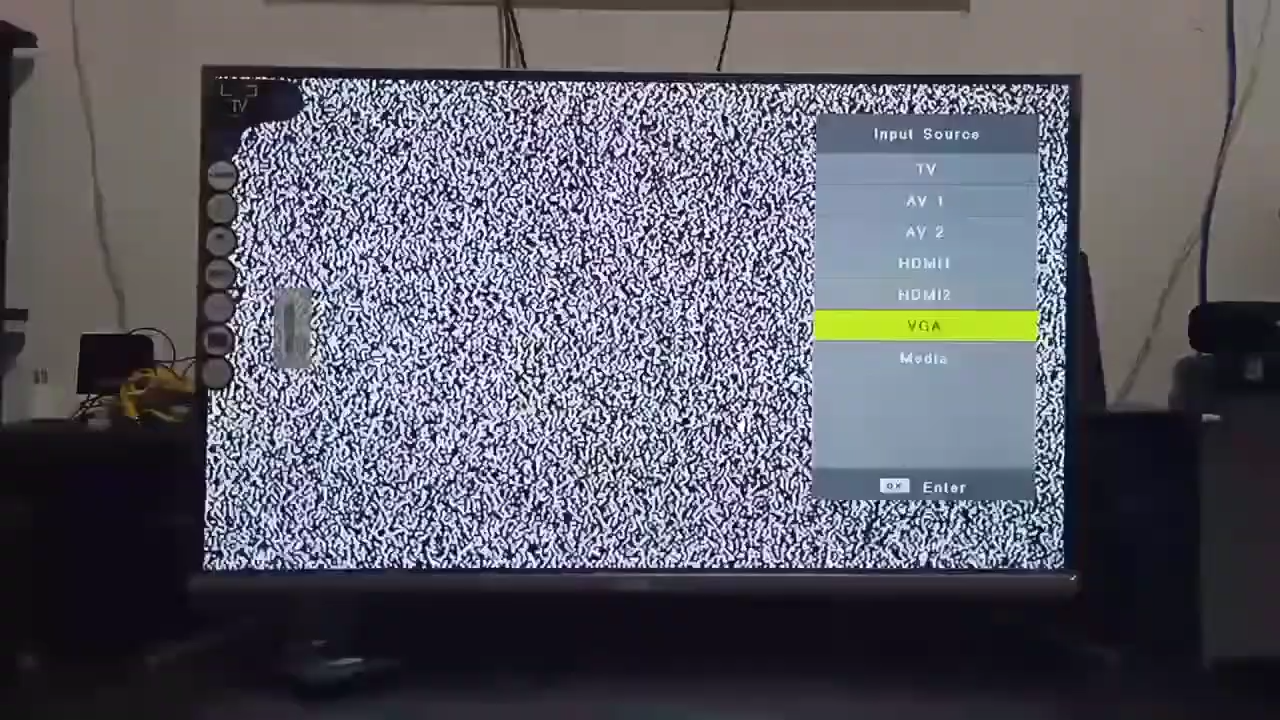 TV
Input Source
TV
AV 1
AV 2
HDMI1
HDMI2
VGA
Media
OK Enter